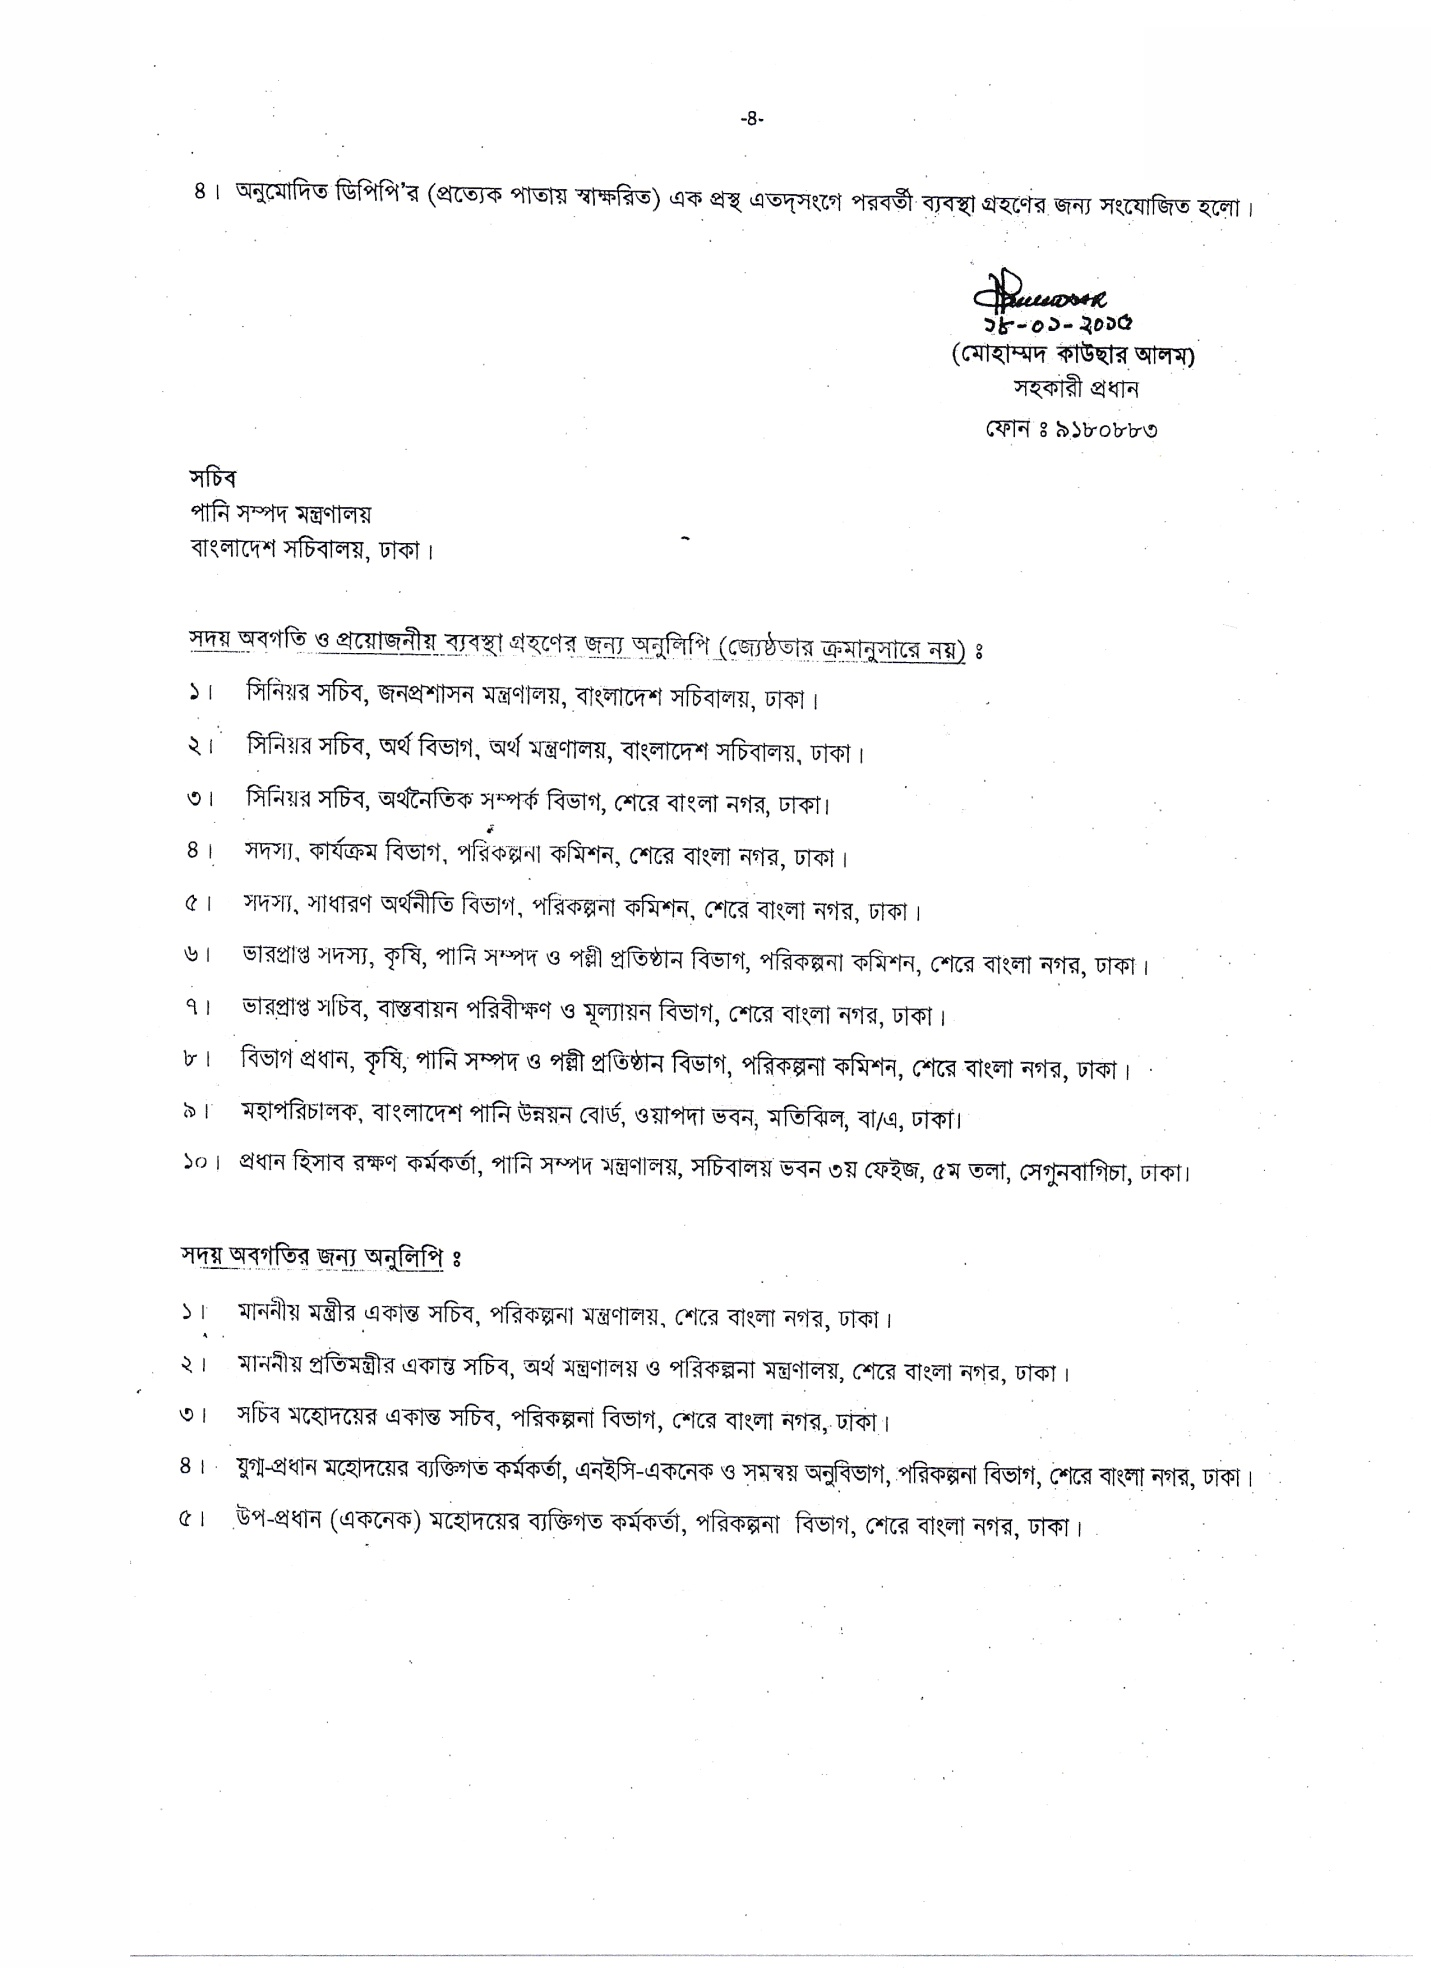 -৪-
৪। অনুমোদিত ডিপিপি'র (প্রত্যেক পাতায় স্বাক্ষরিত) এক প্রস্থ এতদ্‌সংগে পরবর্তী ব্যবস্থা গ্রহণের জন্য সংযোজিত হলো।
১৮-০১-২০১৫
(মোহাম্মদ কাউছার আলম)
সহকারী প্রধান
ফোন ঃ ৯১৮০৮৮৩
সচিব
পানি সম্পদ মন্ত্রণালয়
বাংলাদেশ সচিবালয়, ঢাকা।
সদয় অবগতি ও প্রয়োজনীয় ব্যবস্থা গ্রহণের জন্য অনুলিপি (জ্যেষ্ঠতার ক্রমানুসারে নয়) ঃ
১। সিনিয়র সচিব, জনপ্রশাসন মন্ত্রণালয়, বাংলাদেশ সচিবালয়, ঢাকা।
২। সিনিয়র সচিব, অর্থ বিভাগ, অর্থ মন্ত্রণালয়, বাংলাদেশ সচিবালয়, ঢাকা।
৩। সিনিয়র সচিব, অর্থনৈতিক সম্পর্ক বিভাগ, শেরে বাংলা নগর, ঢাকা।
৪। সদস্য, কার্যক্রম বিভাগ, পরিকল্পনা কমিশন, শেরে বাংলা নগর, ঢাকা।
৫। সদস্য, সাধারণ অর্থনীতি বিভাগ, পরিকল্পনা কমিশন, শেরে বাংলা নগর, ঢাকা।
৬। ভারপ্রাপ্ত সদস্য, কৃষি, পানি সম্পদ ও পল্লী প্রতিষ্ঠান বিভাগ, পরিকল্পনা কমিশন, শেরে বাংলা নগর, ঢাকা।
৭। ভারপ্রাপ্ত সচিব, বাস্তবায়ন পরিবীক্ষণ ও মূল্যায়ন বিভাগ, শেরে বাংলা নগর, ঢাকা।
৮। বিভাগ প্রধান, কৃষি, পানি সম্পদ ও পল্লী প্রতিষ্ঠান বিভাগ, পরিকল্পনা কমিশন, শেরে বাংলা নগর, ঢাকা।
৯। মহাপরিচালক, বাংলাদেশ পানি উন্নয়ন বোর্ড, ওয়াপদা ভবন, মতিঝিল, বা/এ, ঢাকা।
১০। প্রধান হিসাব রক্ষণ কর্মকর্তা, পানি সম্পদ মন্ত্রণালয়, সচিবালয় ভবন ৩য় ফেইজ, ৫ম তলা, সেগুনবাগিচা, ঢাকা।
সদয় অবগতির জন্য অনুলিপি ঃ
১। মাননীয় মন্ত্রীর একান্ত সচিব, পরিকল্পনা মন্ত্রণালয়, শেরে বাংলা নগর, ঢাকা।
২। মাননীয় প্রতিমন্ত্রীর একান্ত সচিব, অর্থ মন্ত্রণালয় ও পরিকল্পনা মন্ত্রণালয়, শেরে বাংলা নগর, ঢাকা।
৩। সচিব মহোদয়ের একান্ত সচিব, পরিকল্পনা বিভাগ, শেরে বাংলা নগর, ঢাকা।
৪। যুগ্ম-প্রধান মহোদয়ের ব্যক্তিগত কর্মকর্তা, এনইসি-একনেক ও সমন্বয় অনুবিভাগ, পরিকল্পনা বিভাগ, শেরে বাংলা নগর, ঢাকা।
৫। উপ-প্রধান (একনেক) মহোদয়ের ব্যক্তিগত কর্মকর্তা, পরিকল্পনা বিভাগ, শেরে বাংলা নগর, ঢাকা।